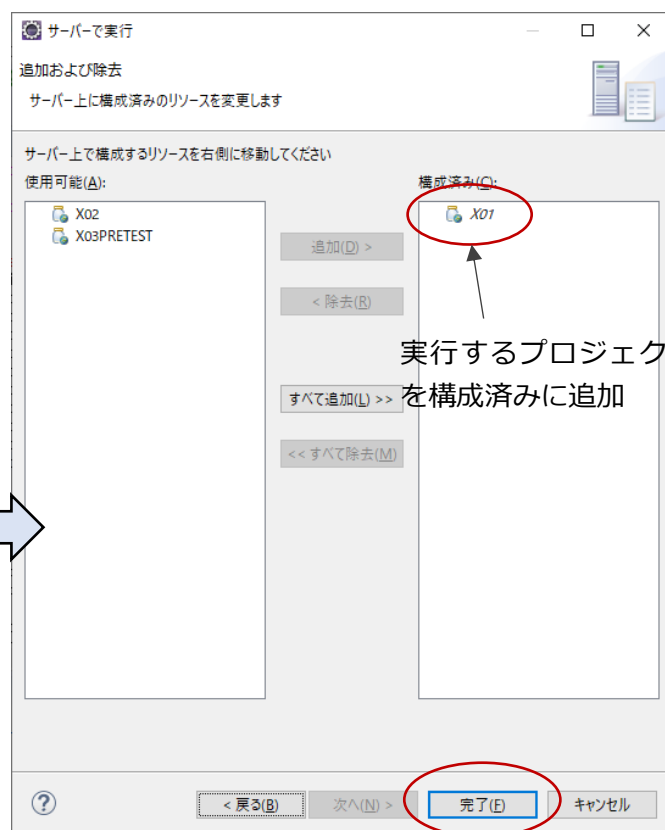 サーバーで実行
追加および除去
サーバー上に構成済みのリソースを変更します
サーバー上で構成するリソースを右側に移動してください
使用可能(A):
構成済み(C):
X02
X03PRETEST
X01
追加(D) >
< 除去(R)
実行するプロジェク
を構成済みに追加
すべて追加(L) >>
<< すべて除去(M)
< 戻る(B)
次へ(N) >
完了(F)
キャンセル